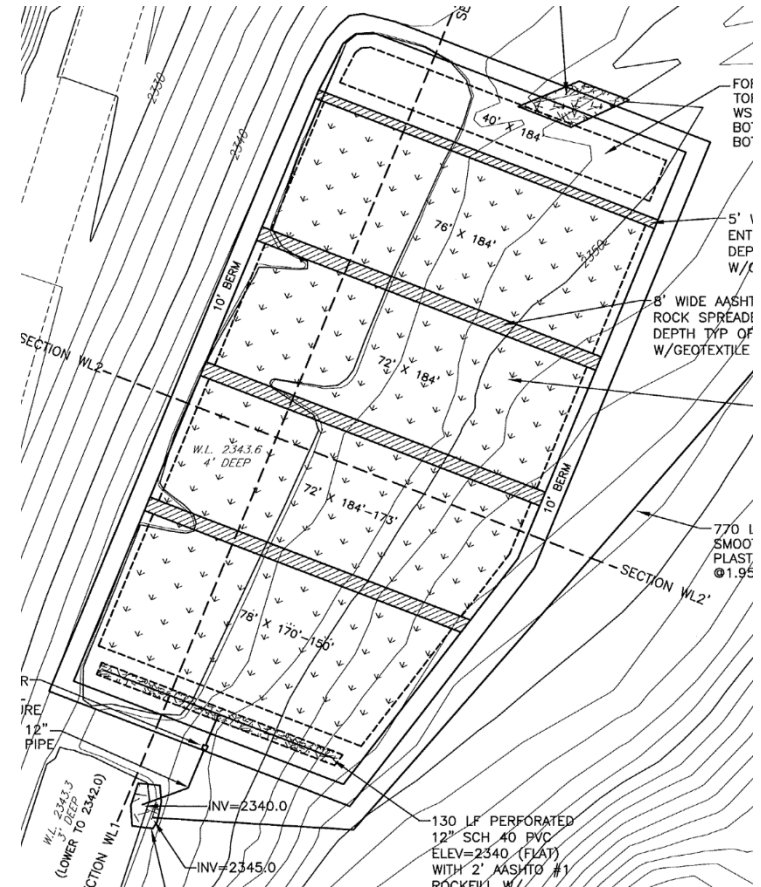 SE
2330
2340
FOR
TOP
WS
BOT
BOT
40' X 184'
5' W
ENT
DEP
W/G
76' X 184'
2350
10' BERM
8' WIDE AASHT
ROCK SPREADE
DEPTH TYP OF
W/GEOTEXTILE
SECTION WL2
72' X 184'
W.L. 2343.6
4' DEEP
72' X 184'-173'
10' BERM
770 L
SMOOT
PLAST
@1.95
SECTION WL2'
78' X 170'-150'
R
URE
12"
PIPE
W.L. 2343.3
3' DEEP
(LOWER TO 2342.0)
CTION WL1
INV=2340.0
INV=2345.0
130 LF PERFORATED
12" SCH 40 PVC
ELEV=2340 (FLAT)
WITH 2' AASHTO #1
ROCKFILL W/